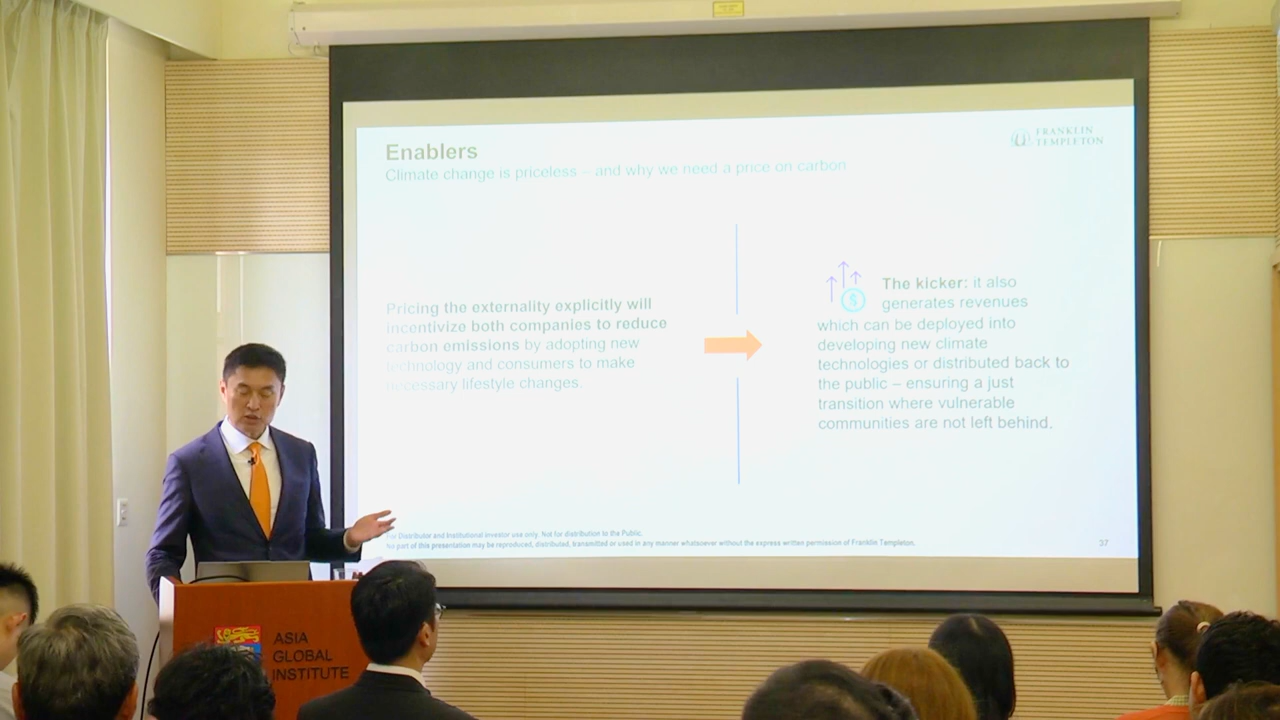 Enablers
Climate change is priceless – and why we need a price on carbon
FRANKLIN
TEMPLETON
Pricing the externality explicitly will
incentivize both companies to reduce
carbon emissions by adopting new
technology and consumers to make
necessary lifestyle changes.
The kicker: it also
generates revenues
which can be deployed into
developing new climate
technologies or distributed back to
the public – ensuring a just
transition where vulnerable
communities are not left behind.
For Distributor and Institutional investor use only. Not for distribution to the Public.
No part of this presentation may be reproduced, distributed, transmitted or used in any manner whatsoever without the express written permission of Franklin Templeton.
37
ASIA
GLOBAL
INSTITUTE